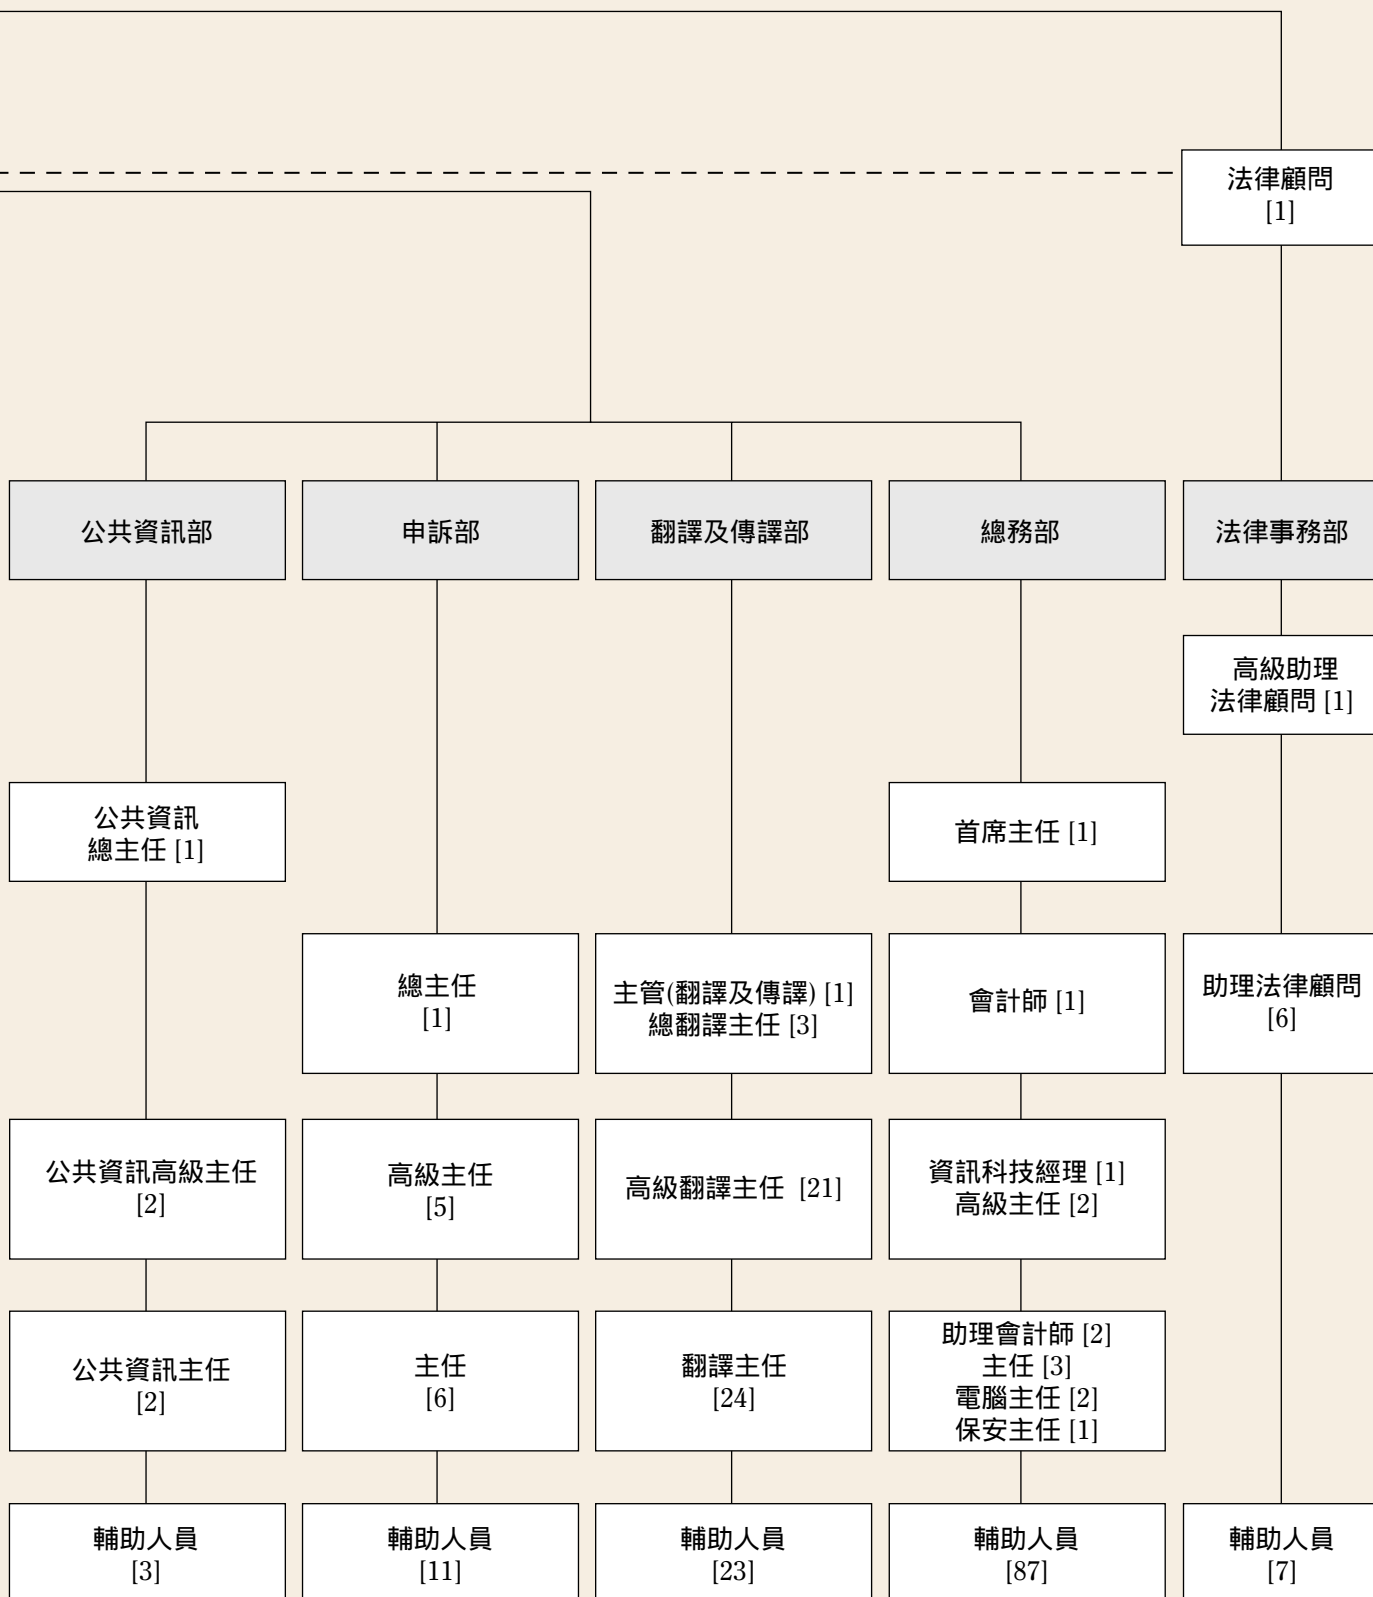 法律顧問
[1]
公共資訊部
申訴部
翻譯及傳譯部
總務部
法律事務部
高級助理
法律顧問 [1]
公共資訊
總主任 [1]
首席主任 [1]
總主任
[1]
主管(翻譯及傳譯) [1]
總翻譯主任 [3]
會計師 [1]
助理法律顧問
[6]
公共資訊高級主任
[2]
高級主任
[5]
高級翻譯主任 [21]
資訊科技經理 [1]
高級主任 [2]
公共資訊主任
[2]
主任
[6]
翻譯主任
[24]
助理會計師 [2]
主任 [3]
電腦主任 [2]
保安主任 [1]
輔助人員
[3]
輔助人員
[11]
輔助人員
[23]
輔助人員
[87]
輔助人員
[7]